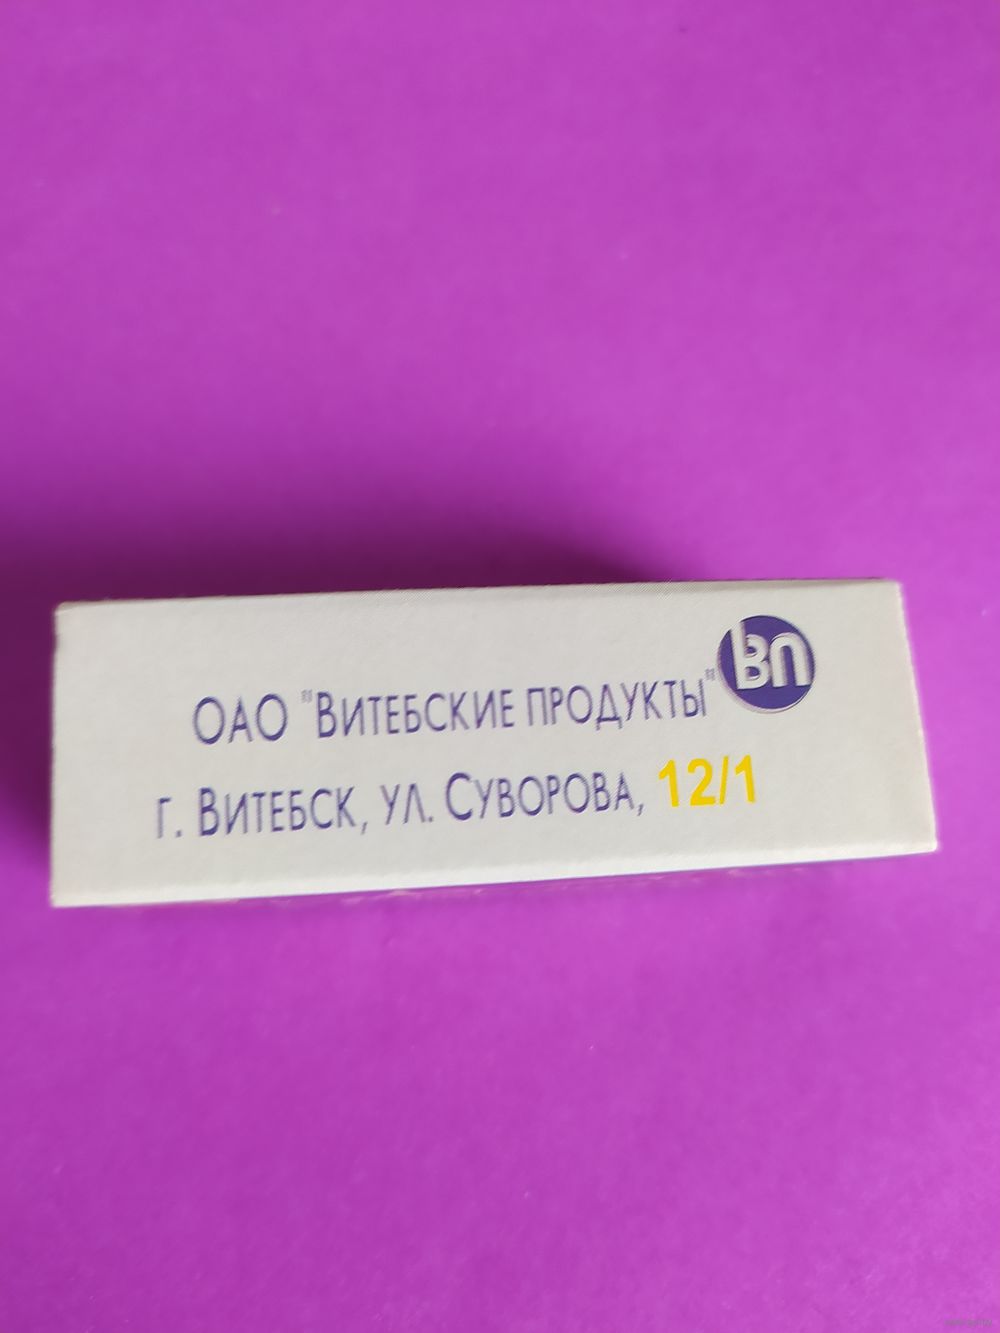 ОАО "Витебские продукты"
вп
г. Витебск, ул. Суворова, 12/1